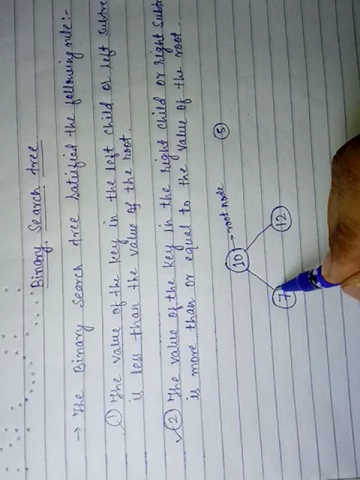 Binary Search tree
→ The Binary Search tree satisfied the following rule:-
① The value of the key in the left child or left subtre
is less than the value of the root.
② The value of the key in the right child or right subt
is more than or equal to the value of the root.
⑤
10 → root node
7 12